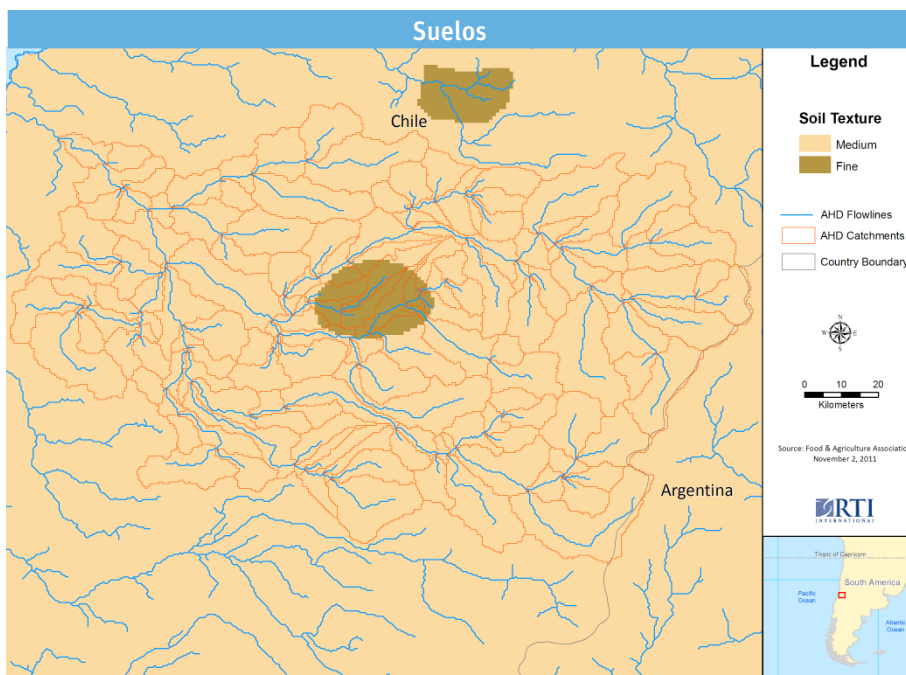 Suelos
Chile
Argentina
Legend
Soil Texture
Medium
Fine
AHD Flowlines
AHD Catchments
Country Boundary
N
W E
S
0 10 20
Kilometers
Source: Food & Agriculture Associatio
November 2, 2011
RTI
INTERNATIONAL
Tropic of Capricorn
South America
Pacific
Ocean
Atlantic
Ocean